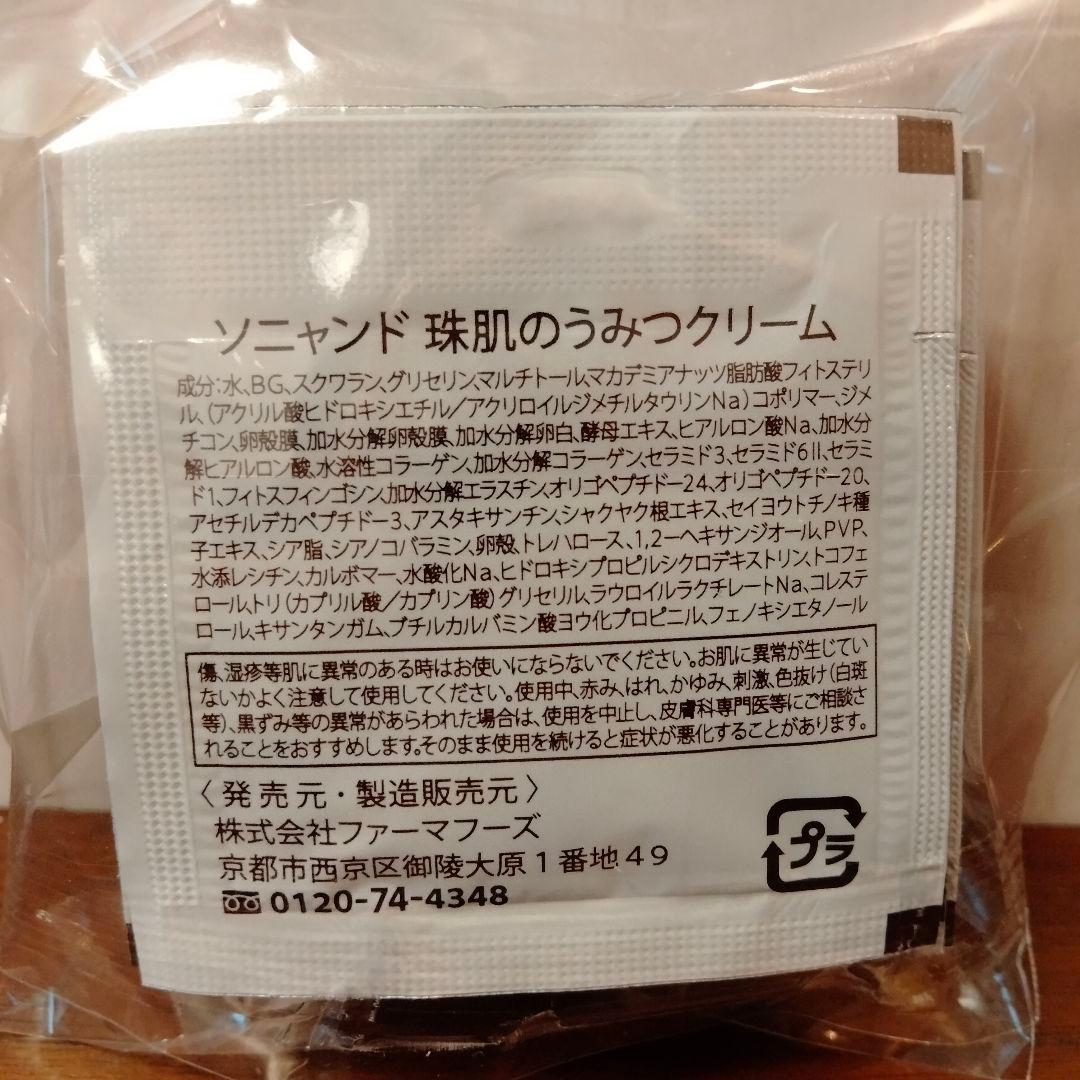 ソニャンド 珠肌のうみつクリーム
成分:水、BG、スクワラン、グリセリン、マルチトール、マカデミアナッツ脂肪酸フィトステリ
ル、(アクリル酸ヒドロキシエチル/アクリロイルジメチルタウリンNa)コポリマー、ジメ
チコン、卵殻膜、加水分解卵殻膜、加水分解卵白、酵母エキス、ヒアルロン酸Na、加水分
解ヒアルロン酸、水溶性コラーゲン、加水分解コラーゲン、セラミド3、セラミド6II、セラミ
ド1、フィトスフィンゴシン、加水分解エラスチン、オリゴペプチドー24、オリゴペプチドー20、
アセチルデカペプチドー3、アスタキサンチン、シャクヤク根エキス、セイヨウトチノキ種
子エキス、シア脂、シアノコバラミン、卵殻、トレハロース、1,2ーヘキサンジオール、PVP、
水添レシチン、カルボマー、水酸化Na、ヒドロキシプロピルシクロデキストリン、トコフェ
ロール、トリ(カプリル酸/カプリン酸)グリセリル、ラウロイルラクチレートNa、コレステ
ロール、キサンタンガム、ブチルカルバミン酸ヨウ化プロピニル、フェノキシエタノール
傷、湿疹等肌に異常のある時はお使いにならないでください。お肌に異常が生じてい
ないかよく注意して使用してください。使用中、赤み、はれ、かゆみ、刺激、色抜け(白斑
等)、黒ずみ等の異常があらわれた場合は、使用を中止し、皮膚科専門医等にご相談さ
れることをおすすめします。そのまま使用を続けると症状が悪化することがあります。
〈発売元・製造販売元〉
株式会社ファーマフーズ
京都市西京区御陵大原1番地49
0120-74-4348
プラ